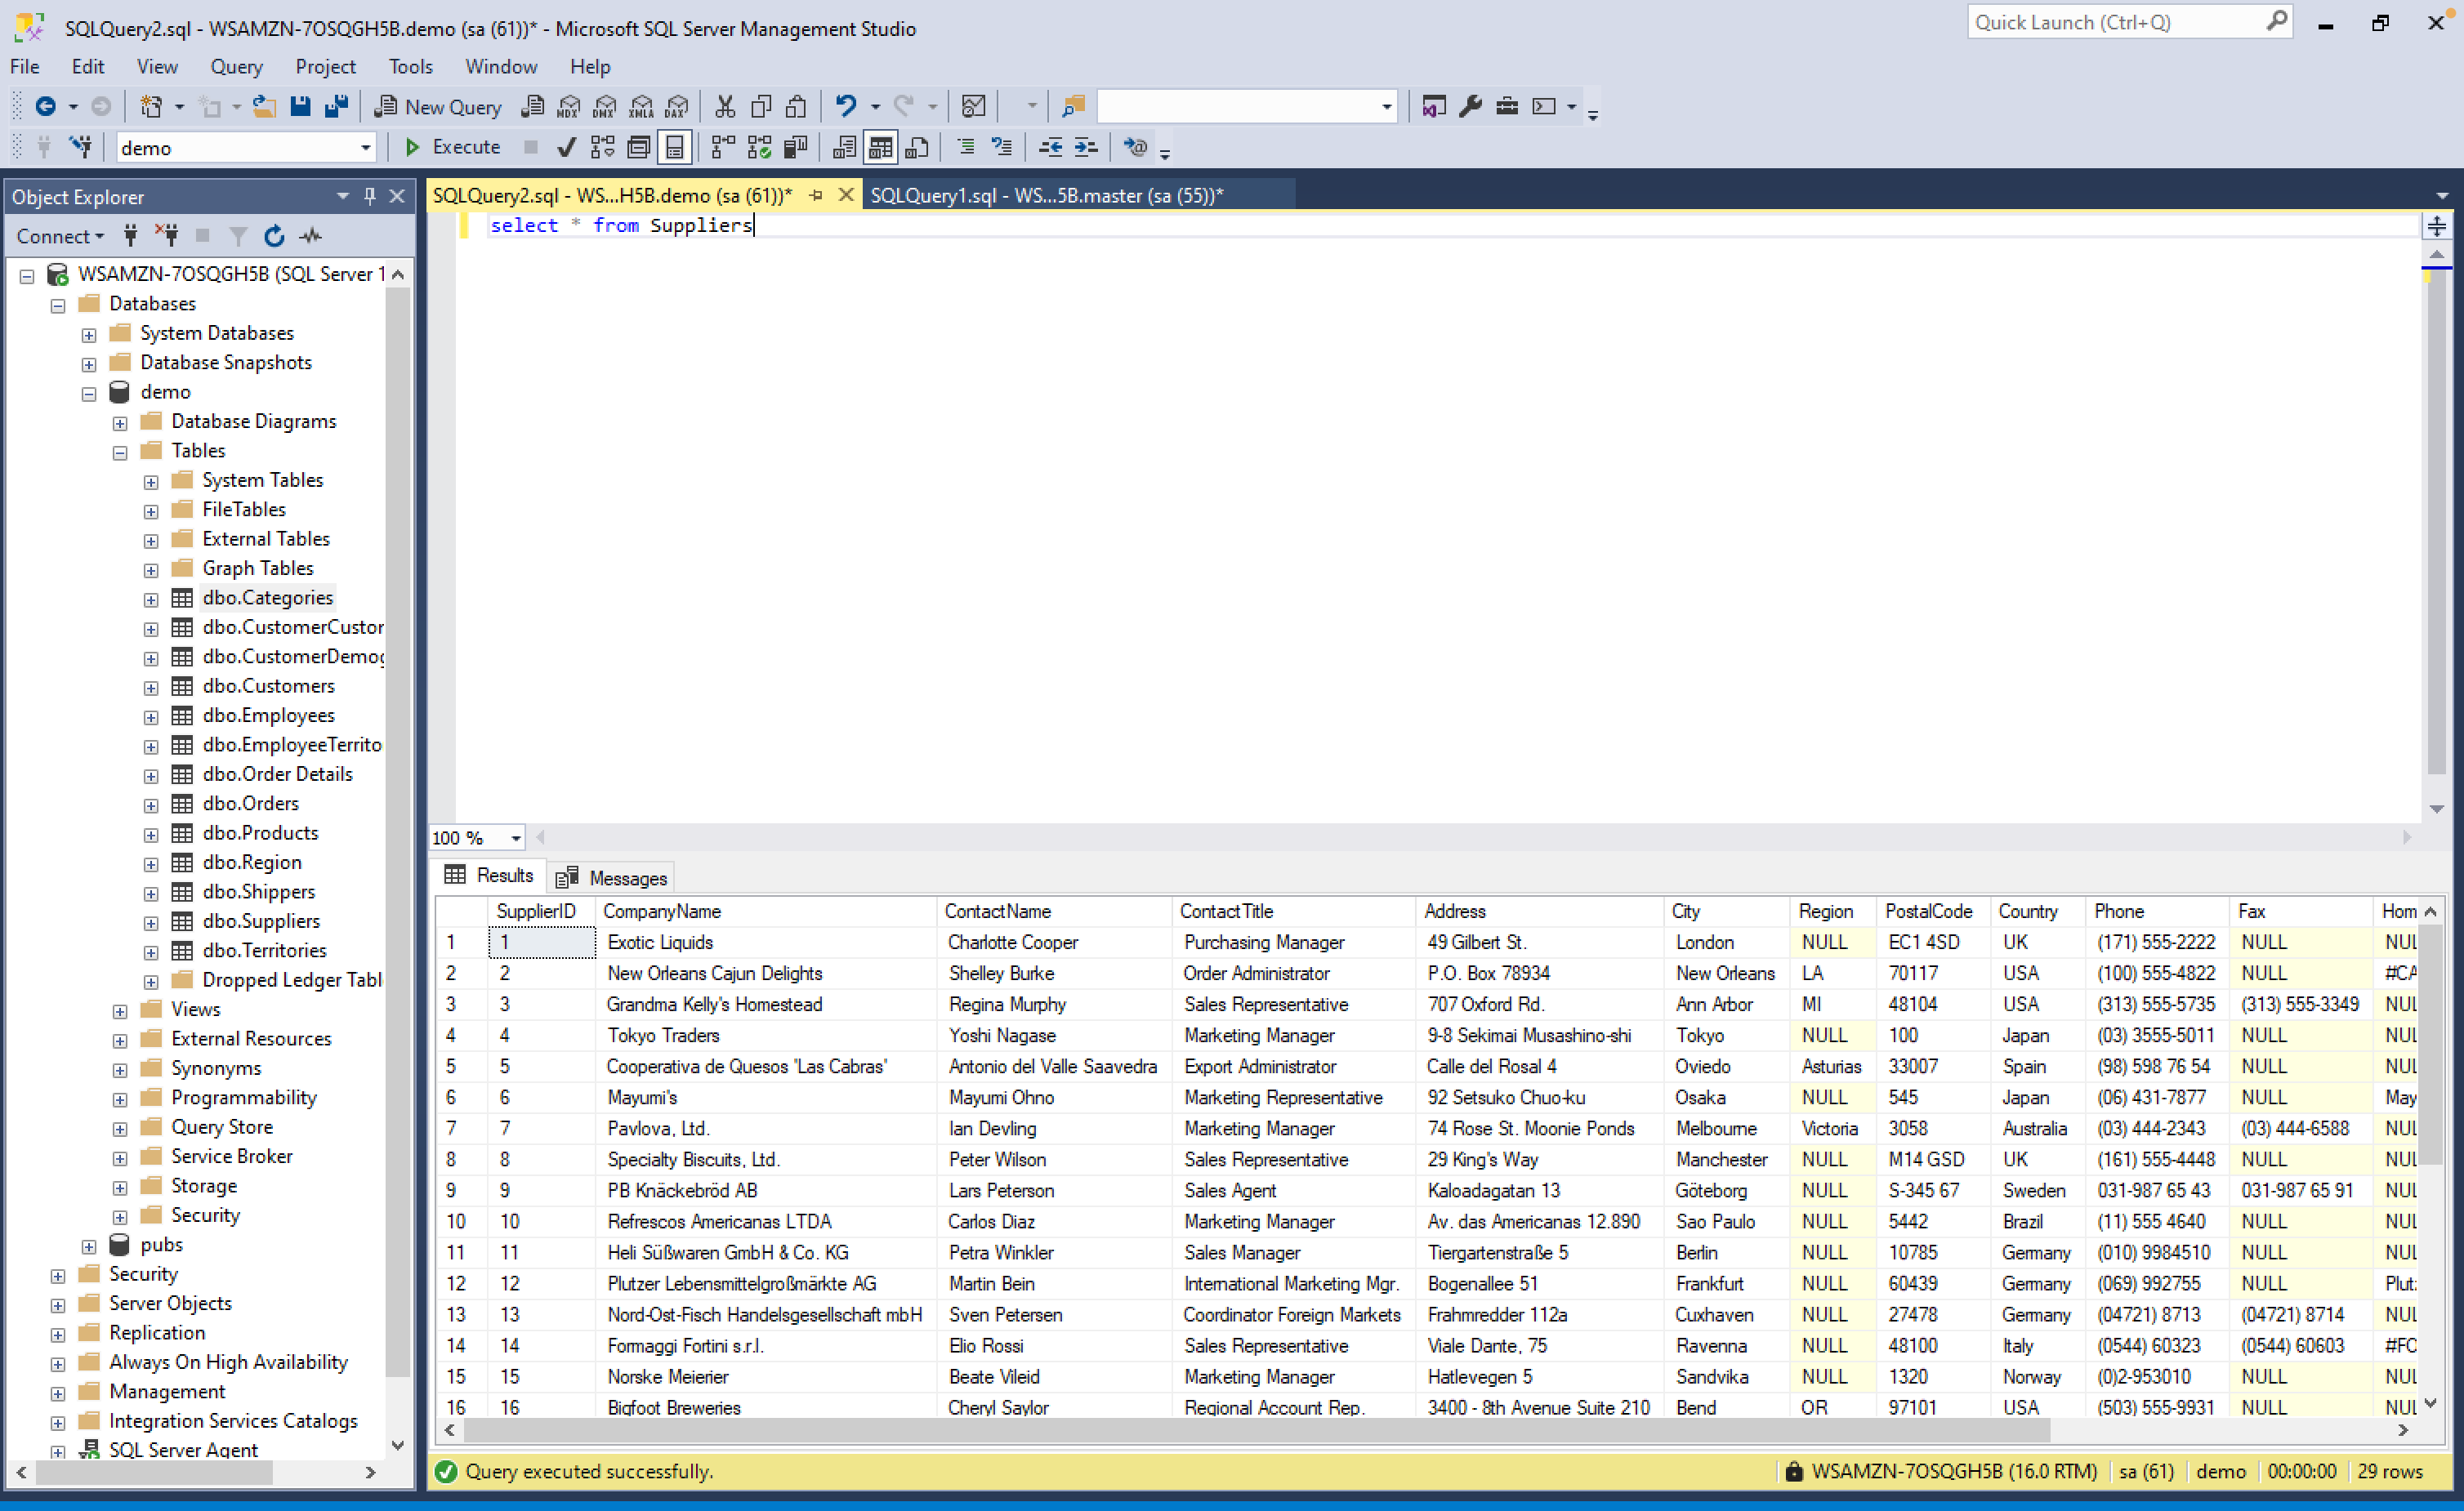 SQLQuery2.sql - WSAMZN-7OSQGH5B.demo (sa (61))* - Microsoft SQL Server Management Studio
Quick Launch (Ctrl+Q)
File Edit View Query Project Tools Window Help
New Query MDX DMX XMLA DAX
demo Execute
Object Explorer
SQLQuery2.sql - WS...H5B.demo (sa (61))* SQLQuery1.sql - WS...5B.master (sa (55))*
Connect
select * from Suppliers
WSAMZN-7OSQGH5B (SQL Server 1
Databases
System Databases
Database Snapshots
demo
Database Diagrams
Tables
System Tables
FileTables
External Tables
Graph Tables
dbo.Categories
dbo.CustomerCustor
dbo.CustomerDemog
dbo.Customers
dbo.Employees
dbo.EmployeeTerrito
dbo.Order Details
dbo.Orders
dbo.Products
dbo.Region
dbo.Shippers
dbo.Suppliers
dbo.Territories
Dropped Ledger Tabl
Views
External Resources
Synonyms
Programmability
Query Store
Service Broker
Storage
Security
pubs
Security
Server Objects
Replication
Always On High Availability
Management
Integration Services Catalogs
SQL Server Agent
100 %
Results Messages
SupplierID CompanyName ContactName ContactTitle Address City Region PostalCode Country Phone Fax Hom
1 1 Exotic Liquids Charlotte Cooper Purchasing Manager 49 Gilbert St. London NULL EC1 4SD UK (171) 555-2222 NULL NUL
2 2 New Orleans Cajun Delights Shelley Burke Order Administrator P.O. Box 78934 New Orleans LA 70117 USA (100) 555-4822 NULL #CA
3 3 Grandma Kelly's Homestead Regina Murphy Sales Representative 707 Oxford Rd. Ann Arbor MI 48104 USA (313) 555-5735 (313) 555-3349 NUL
4 4 Tokyo Traders Yoshi Nagase Marketing Manager 9-8 Sekimai Musashino-shi Tokyo NULL 100 Japan (03) 3555-5011 NULL NUL
5 5 Cooperativa de Quesos 'Las Cabras' Antonio del Valle Saavedra Export Administrator Calle del Rosal 4 Oviedo Asturias 33007 Spain (98) 598 76 54 NULL NUL
6 6 Mayumi's Mayumi Ohno Marketing Representative 92 Setsuko Chuo-ku Osaka NULL 545 Japan (06) 431-7877 NULL May
7 7 Pavlova, Ltd. Ian Devling Marketing Manager 74 Rose St. Moonie Ponds Melbourne Victoria 3058 Australia (03) 444-2343 (03) 444-6588 NUL
8 8 Specialty Biscuits, Ltd. Peter Wilson Sales Representative 29 King's Way Manchester NULL M14 GSD UK (161) 555-4448 NULL NUL
9 9 PB Knäckebröd AB Lars Peterson Sales Agent Kaloadagatan 13 Göteborg NULL S-345 67 Sweden 031-987 65 43 031-987 65 91 NUL
10 10 Refrescos Americanas LTDA Carlos Diaz Marketing Manager Av. das Americanas 12.890 Sao Paulo NULL 5442 Brazil (11) 555 4640 NULL NUL
11 11 Heli Süßwaren GmbH & Co. KG Petra Winkler Sales Manager Tiergartenstraße 5 Berlin NULL 10785 Germany (010) 9984510 NULL NUL
12 12 Plutzer Lebensmittelgroßmärkte AG Martin Bein International Marketing Mgr. Bogenallee 51 Frankfurt NULL 60439 Germany (069) 992755 NULL Plut
13 13 Nord-Ost-Fisch Handelsgesellschaft mbH Sven Petersen Coordinator Foreign Markets Frahmredder 112a Cuxhaven NULL 27478 Germany (04721) 8713 (04721) 8714 NUL
14 14 Formaggi Fortini s.r.l. Elio Rossi Sales Representative Viale Dante, 75 Ravenna NULL 48100 Italy (0544) 60323 (0544) 60603 #FC
15 15 Norske Meierier Beate Vileid Marketing Manager Hatlevegen 5 Sandvika NULL 1320 Norway (0)2-953010 NULL NUL
16 16 Bigfoot Breweries Cheryl Saylor Regional Account Rep. 3400 - 8th Avenue Suite 210 Bend OR 97101 USA (503) 555-9931 NULL NUL
Query executed successfully. WSAMZN-7OSQGH5B (16.0 RTM) sa (61) demo 00:00:00 29 rows